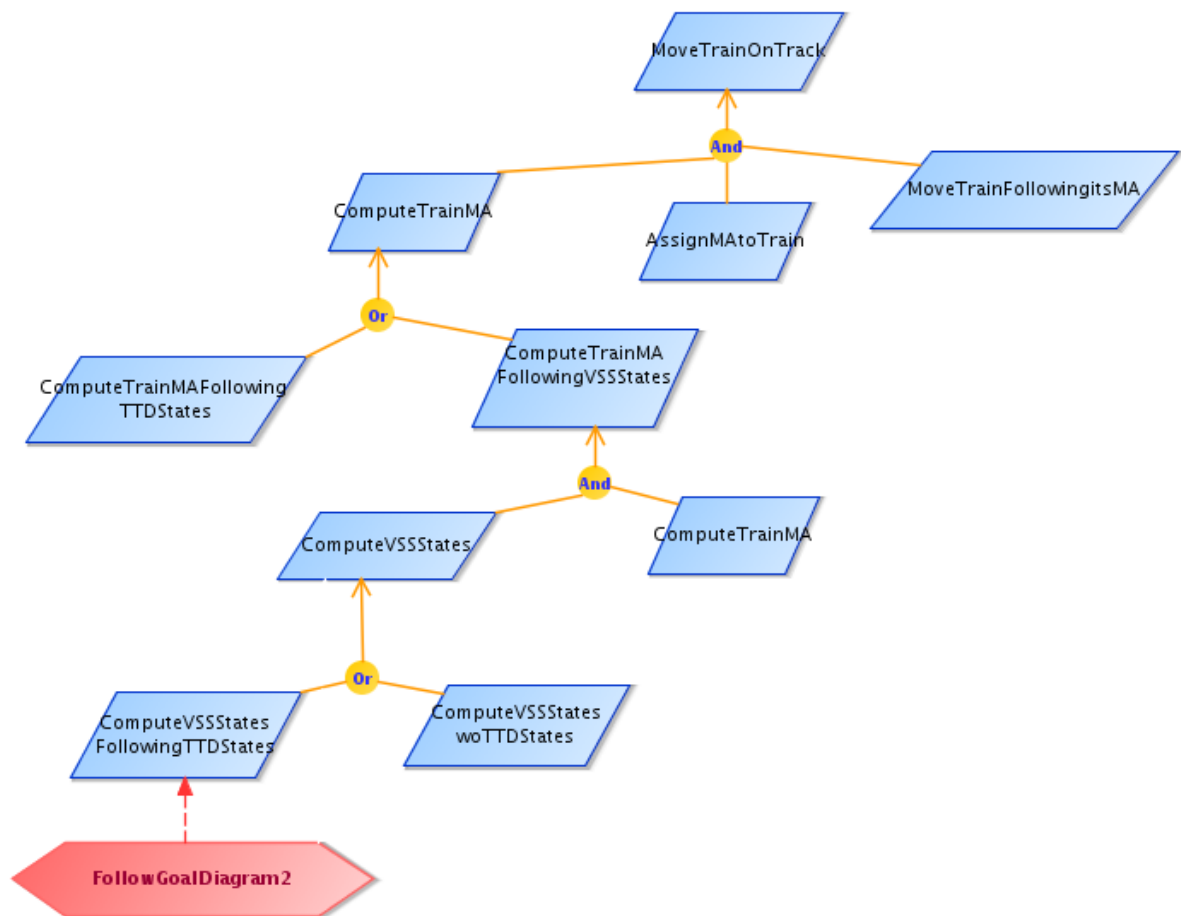 MoveTrainOnTrack
And
MoveTrainFollowingitsMA
ComputeTrainMA
AssignMAtoTrain
Or
ComputeTrainMA
FollowingVSSStates
ComputeTrainMAFollowing
TTDStates
And
ComputeVSSStates
ComputeTrainMA
Or
ComputeVSSStates
FollowingTTDStates
ComputeVSSStates
woTTDStates
FollowGoalDiagram2